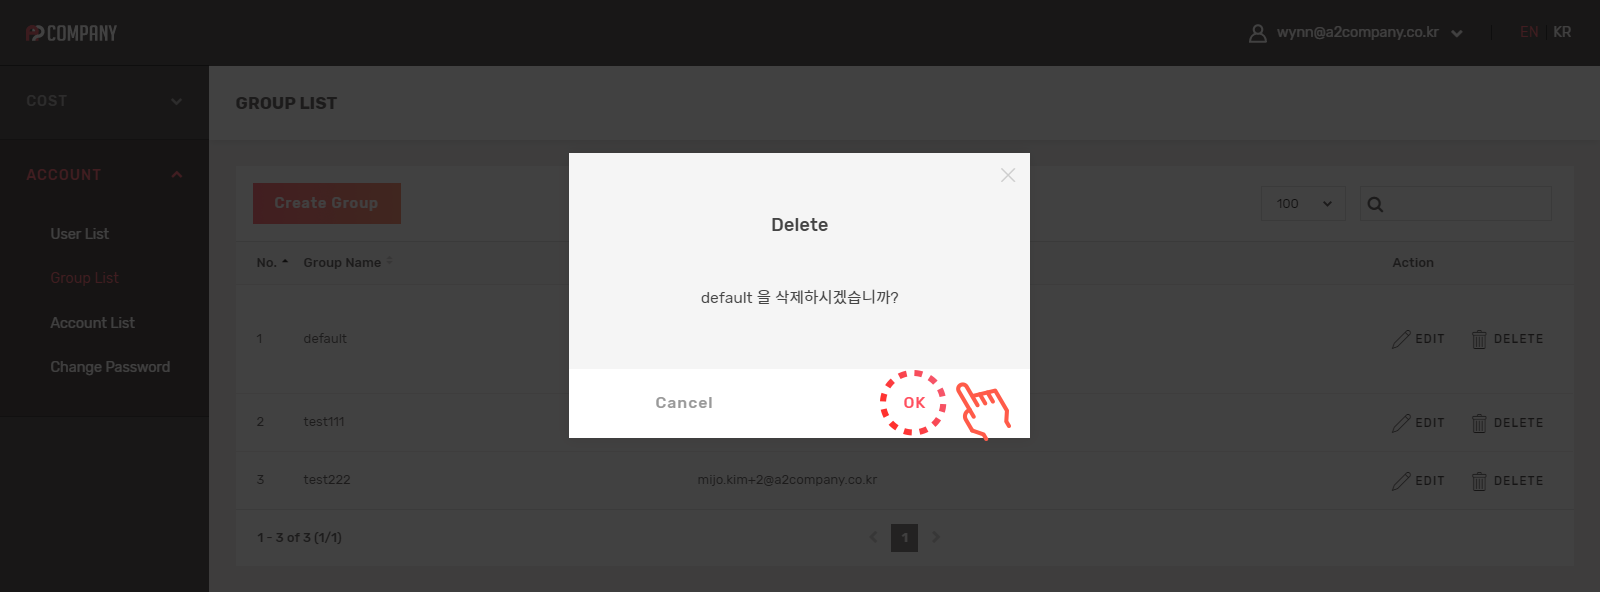 A2 COMPANY
wynn@a2company.co.kr EN KR
COST
GROUP LIST
ACCOUNT
User List
Group List
Account List
Change Password
Create Group
100
No. Group Name Action
1 default EDIT DELETE
2 test111 EDIT DELETE
3 test222 mijo.kim+2@a2company.co.kr EDIT DELETE
1 - 3 of 3 (1/1) 1
Delete
default 을 삭제하시겠습니까?
Cancel OK